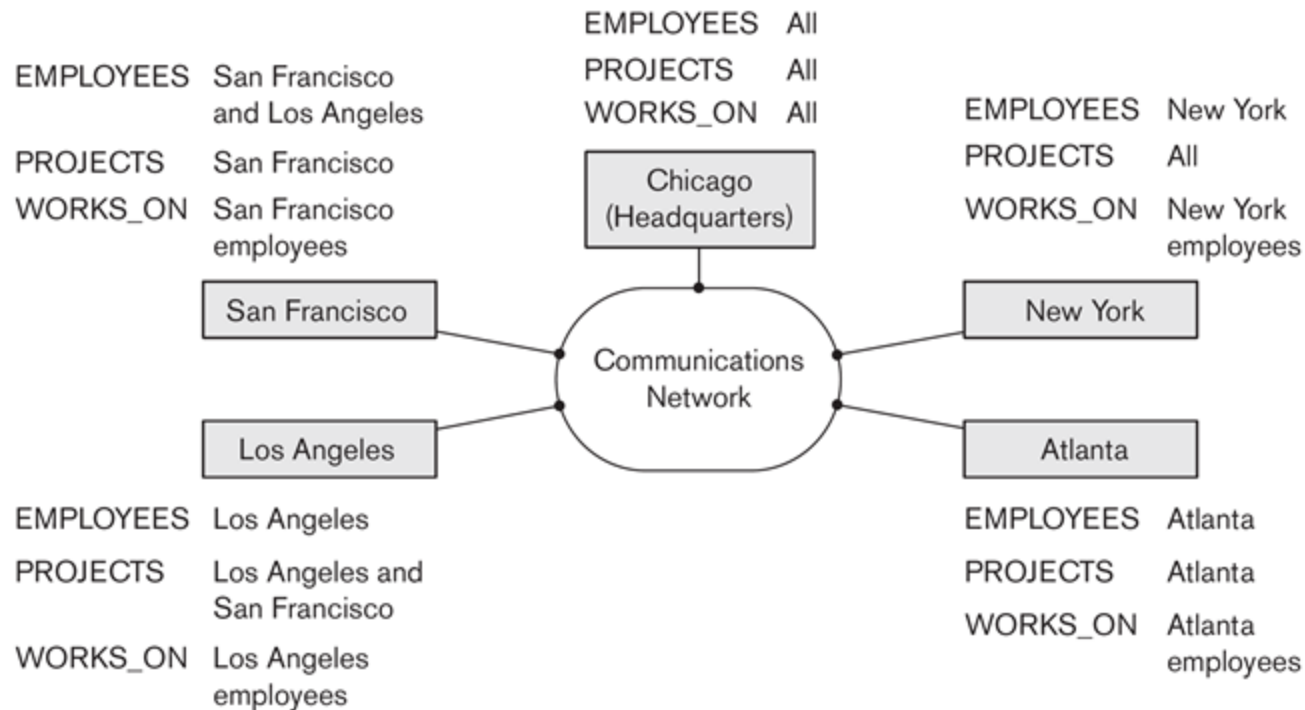 EMPLOYEES All
PROJECTS All
WORKS_ON All
Chicago
(Headquarters)
EMPLOYEES San Francisco
and Los Angeles
PROJECTS San Francisco
WORKS_ON San Francisco
employees
San Francisco
EMPLOYEES New York
PROJECTS All
WORKS_ON New York
employees
New York
Communications
Network
Los Angeles
EMPLOYEES Los Angeles
PROJECTS Los Angeles and
San Francisco
WORKS_ON Los Angeles
employees
Atlanta
EMPLOYEES Atlanta
PROJECTS Atlanta
WORKS_ON Atlanta
employees